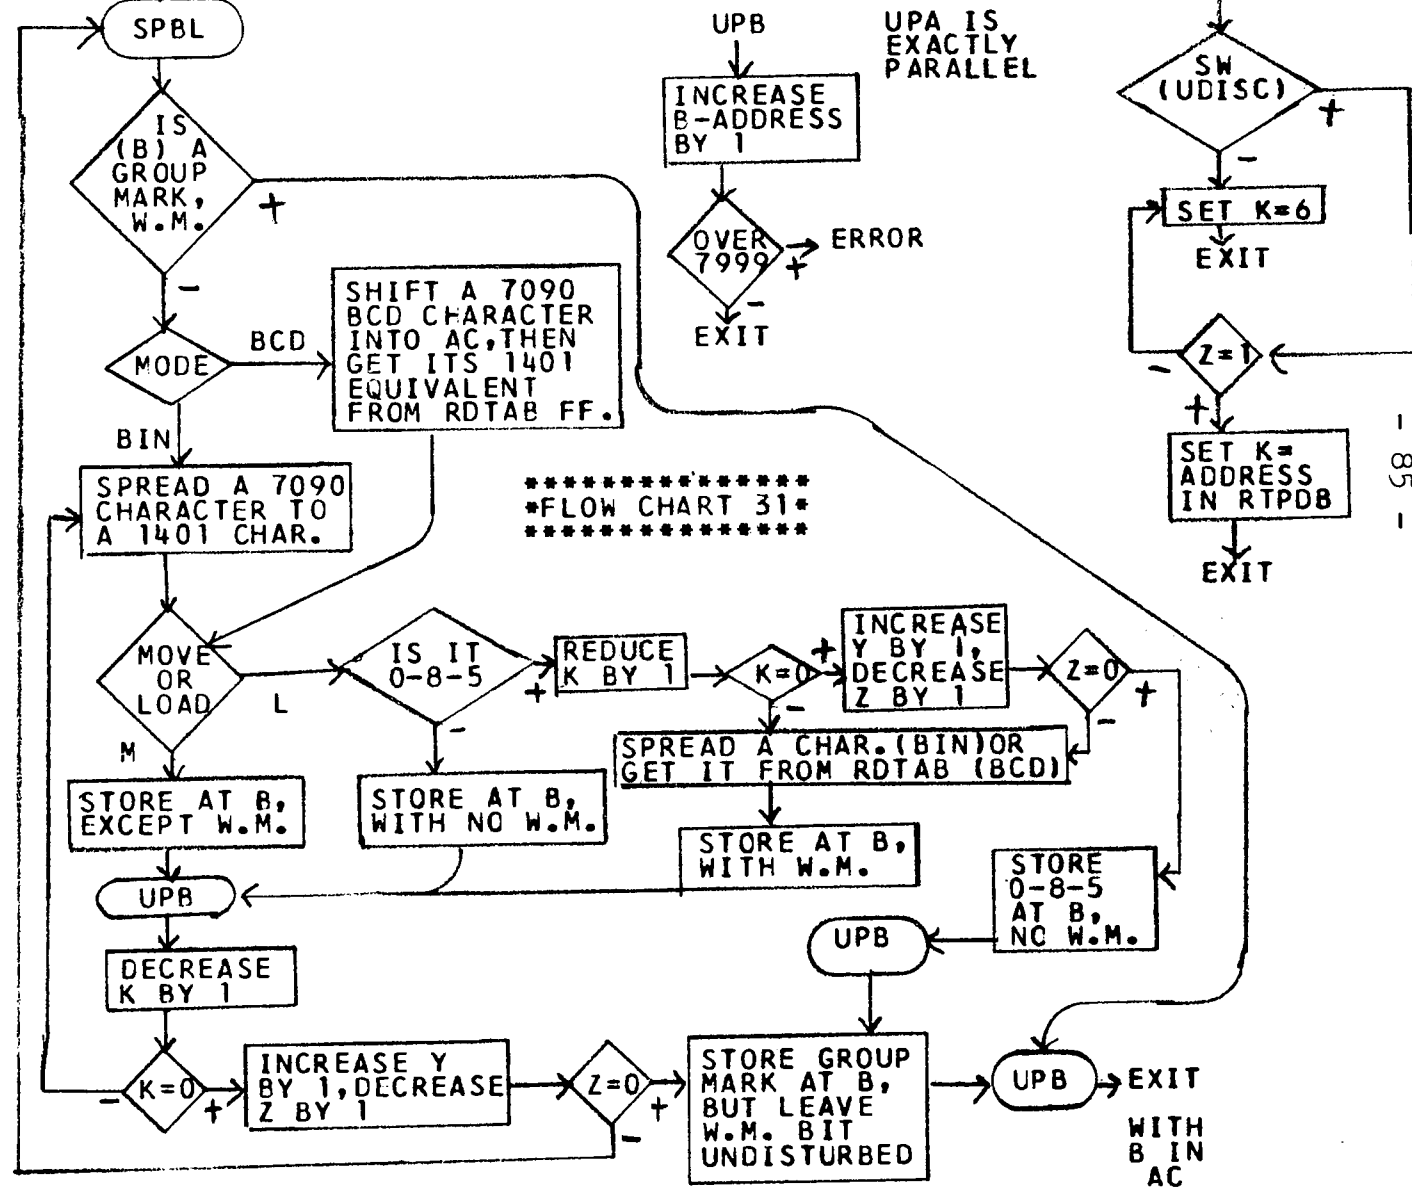 SPBL
IS
(B) A
GROUP
MARK,
W.M.
+
-
MODE
BCD
BIN
SHIFT A 7090
BCD CHARACTER
INTO AC,THEN
GET ITS 1401
EQUIVALENT
FROM RDTAB FF.
SPREAD A 7090
CHARACTER TO
A 1401 CHAR.
UPB
INCREASE
B-ADDRESS
BY 1
OVER
7999
+
ERROR
-
EXIT
UPA IS
EXACTLY
PARALLEL
SW
(UDISC)
+
-
SET K=6
EXIT
Z=1
-
+
SET K=
ADDRESS
IN RTPDB
EXIT
- 85 -
***************
*FLOW CHART 31*
***************
MOVE
OR
LOAD
L
M
IS IT
0-8-5
+
-
REDUCE
K BY 1
K=0
+
-
INCREASE
Y BY 1,
DECREASE
Z BY 1
Z=0
+
-
SPREAD A CHAR.(BIN)OR
GET IT FROM RDTAB (BCD)
STORE AT B,
EXCEPT W.M.
STORE AT B,
WITH NO W.M.
STORE AT B,
WITH W.M.
STORE
0-8-5
AT B,
NO W.M.
UPB
UPB
DECREASE
K BY 1
K=0
-
+
INCREASE Y
BY 1,DECREASE
Z BY 1
Z=0
+
-
STORE GROUP
MARK AT B,
BUT LEAVE
W.M. BIT
UNDISTURBED
UPB
EXIT
WITH
B IN
AC